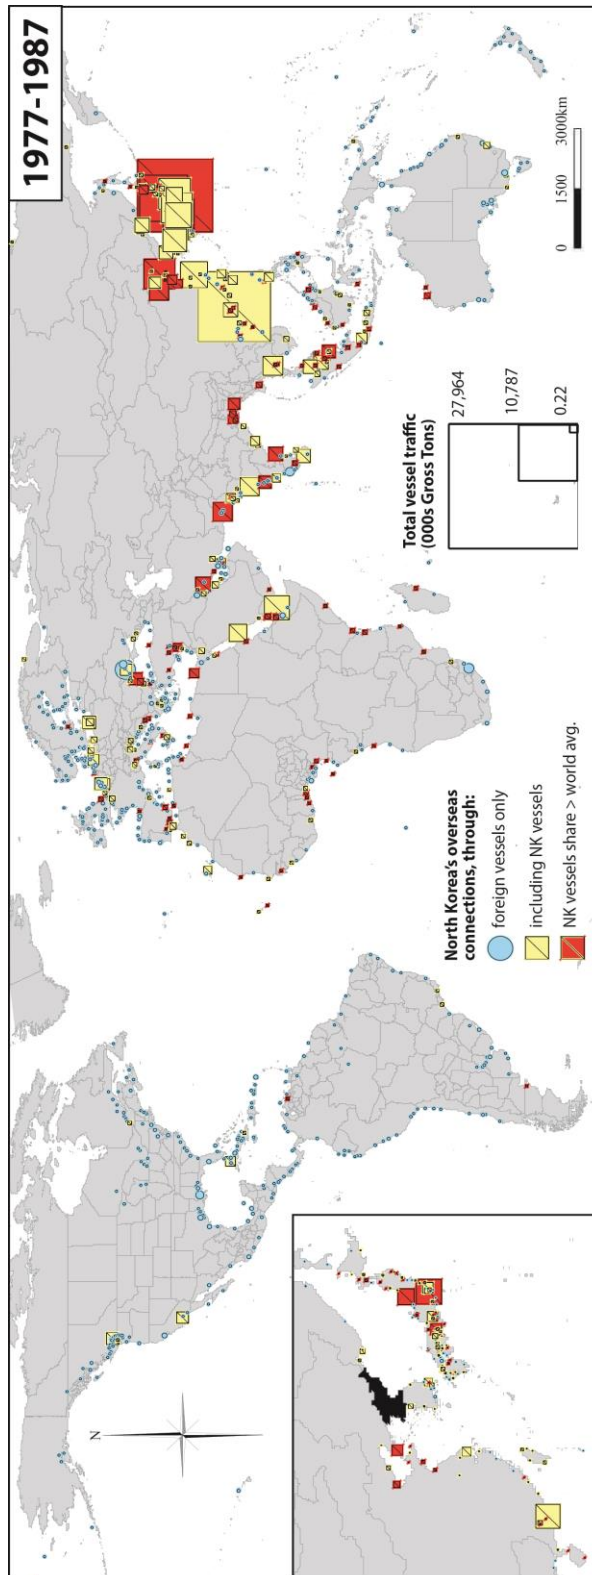 1977-1987
N
North Korea's overseas
connections, through:
foreign vessels only
including NK vessels
NK vessels share > world avg.
Total vessel traffic
(000s Gross Tons)
27,964
10,787
0.22
0 1500 3000km